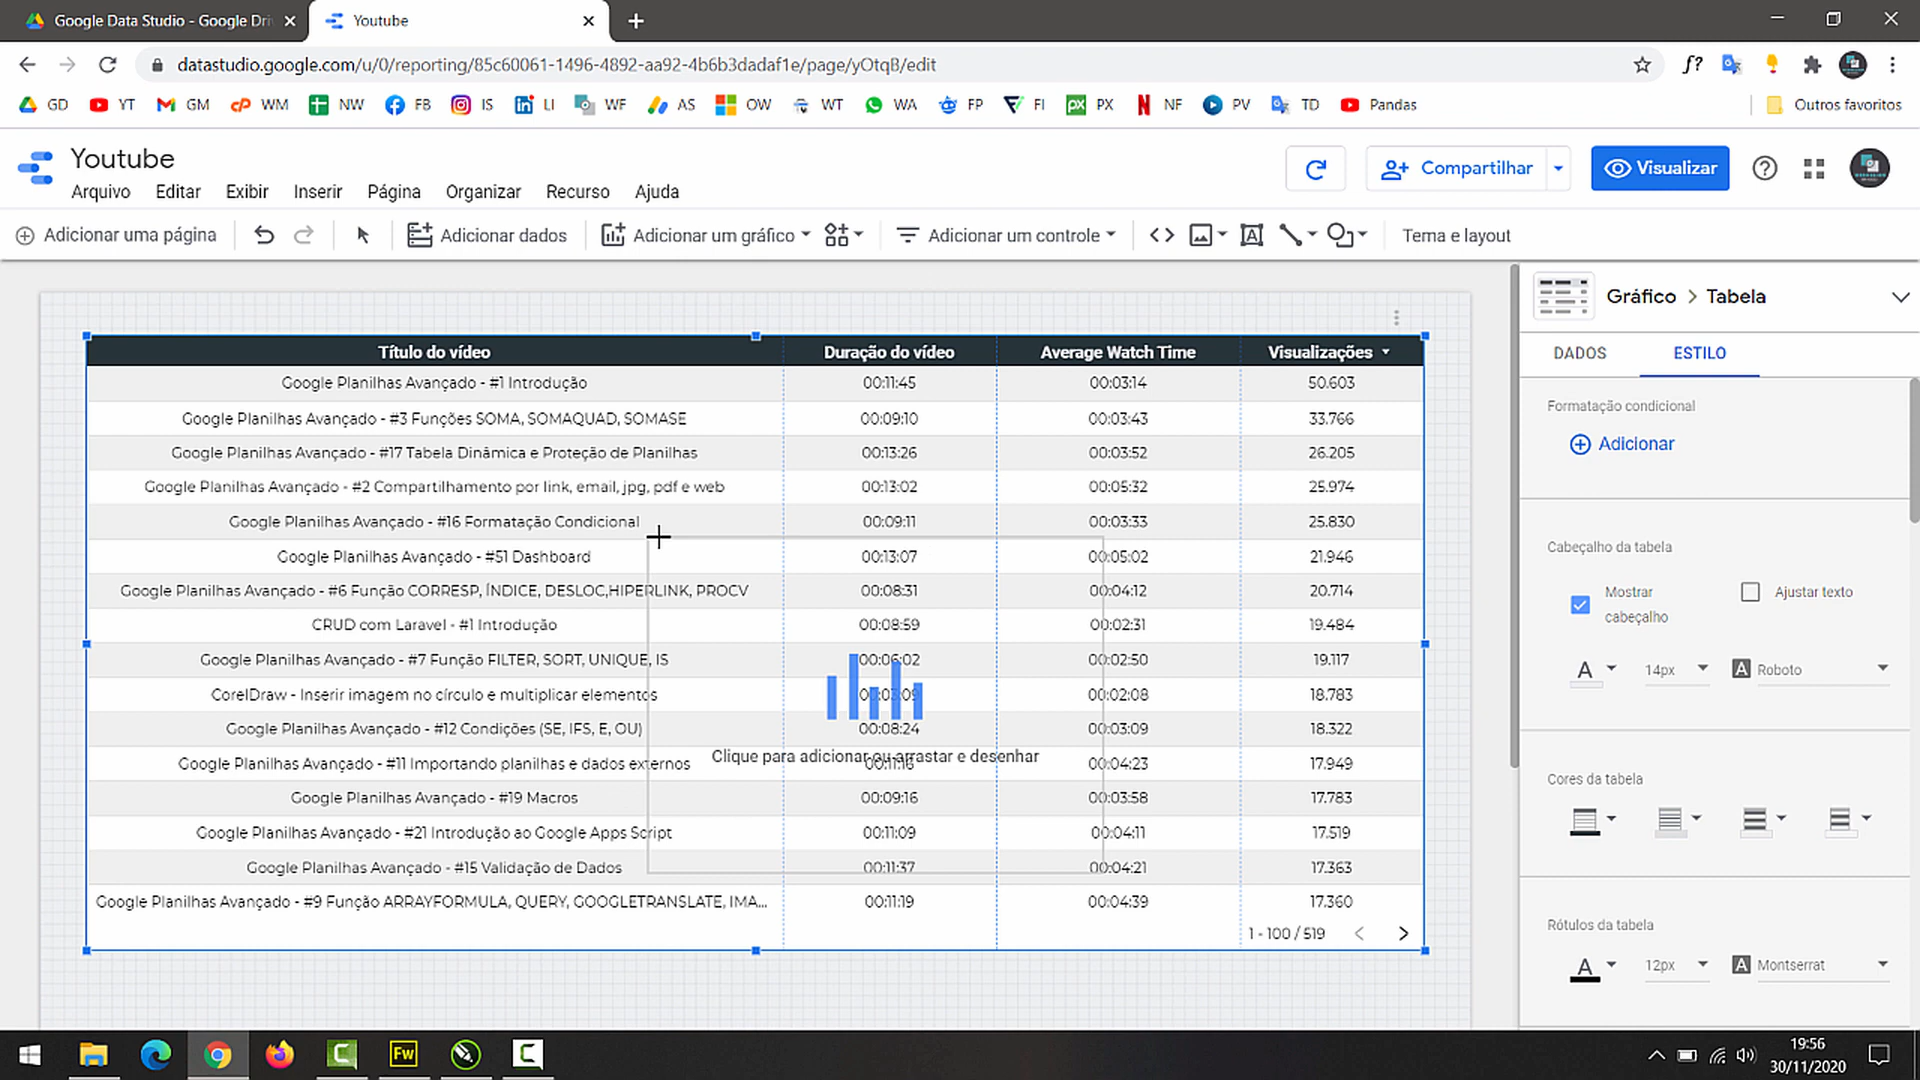 Google Data Studio - Google Dri
Youtube
datastudio.google.com/u/0/reporting/85c60061-1496-4892-aa92-4b6b3dadaf1e/page/yOtqB/edit
GD YT GM WM NW FB IS LI WF AS OW WT WA FP FI PX NF PV TD Pandas Outros favoritos
Youtube
Compartilhar Visualizar
Arquivo Editar Exibir Inserir Página Organizar Recurso Ajuda
Adicionar uma página Adicionar dados Adicionar um gráfico Adicionar um controle Tema e layout
Gráfico > Tabela
DADOS ESTILO
Título do vídeo Duração do vídeo Average Watch Time Visualizações
Google Planilhas Avançado - #1 Introdução 00:11:45 00:03:14 50.603
Google Planilhas Avançado - #3 Funções SOMA, SOMAQUAD, SOMASE 00:09:10 00:03:43 33.766
Google Planilhas Avançado - #17 Tabela Dinâmica e Proteção de Planilhas 00:13:26 00:03:52 26.205
Google Planilhas Avançado - #2 Compartilhamento por link, email, jpg, pdf e web 00:13:02 00:05:32 25.974
Google Planilhas Avançado - #16 Formatação Condicional 00:09:11 00:03:33 25.830
Google Planilhas Avançado - #51 Dashboard 00:13:07 00:05:02 21.946
Google Planilhas Avançado - #6 Função CORRESP, ÍNDICE, DESLOC,HIPERLINK, PROCV 00:08:31 00:04:12 20.714
CRUD com Laravel - #1 Introdução 00:08:59 00:02:31 19.484
Google Planilhas Avançado - #7 Função FILTER, SORT, UNIQUE, IS 00:06:02 00:02:50 19.117
CorelDraw - Inserir imagem no círculo e multiplicar elementos 00:02:08 18.783
Google Planilhas Avançado - #12 Condições (SE, IFS, E, OU) 00:08:24 00:03:09 18.322
Clique para adicionar ou arrastar e desenhar
Google Planilhas Avançado - #11 Importando planilhas e dados externos 00:11:16 00:04:23 17.949
Google Planilhas Avançado - #19 Macros 00:09:16 00:03:58 17.783
Google Planilhas Avançado - #21 Introdução ao Google Apps Script 00:11:09 00:04:11 17.519
Google Planilhas Avançado - #15 Validação de Dados 00:11:37 00:04:21 17.363
Google Planilhas Avançado - #9 Função ARRAYFORMULA, QUERY, GOOGLETRANSLATE, IMA... 00:11:19 00:04:39 17.360
1 - 100 / 519
Formatação condicional
Adicionar
Cabeçalho da tabela
Mostrar
cabeçalho
Ajustar texto
14px Roboto
Cores da tabela
Rótulos da tabela
12px Montserrat
19:56
30/11/2020